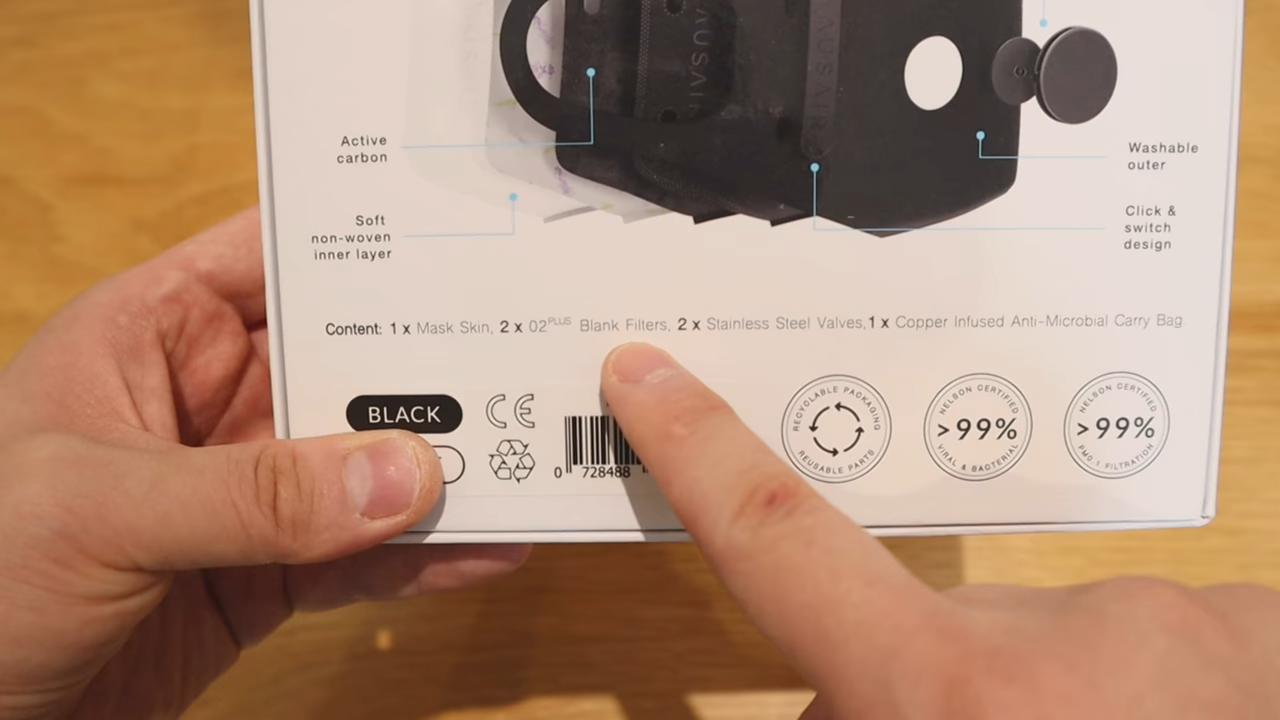 AUSAIR
AUSAIR
Active
carbon
Soft
non-woven
inner layer
Washable
outer
Click &
switch
design
Content: 1 x Mask Skin, 2 x 02PLUS Blank Filters, 2 x Stainless Steel Valves, 1 x Copper Infused Anti-Microbial Carry Bag
BLACK
CE
0 728488
RECYCLABLE PACKAGING
REUSABLE PARTS
NELSON CERTIFIED
>99%
VIRAL & BACTERIAL
NELSON CERTIFIED
>99%
PM0.1 FILTRATION